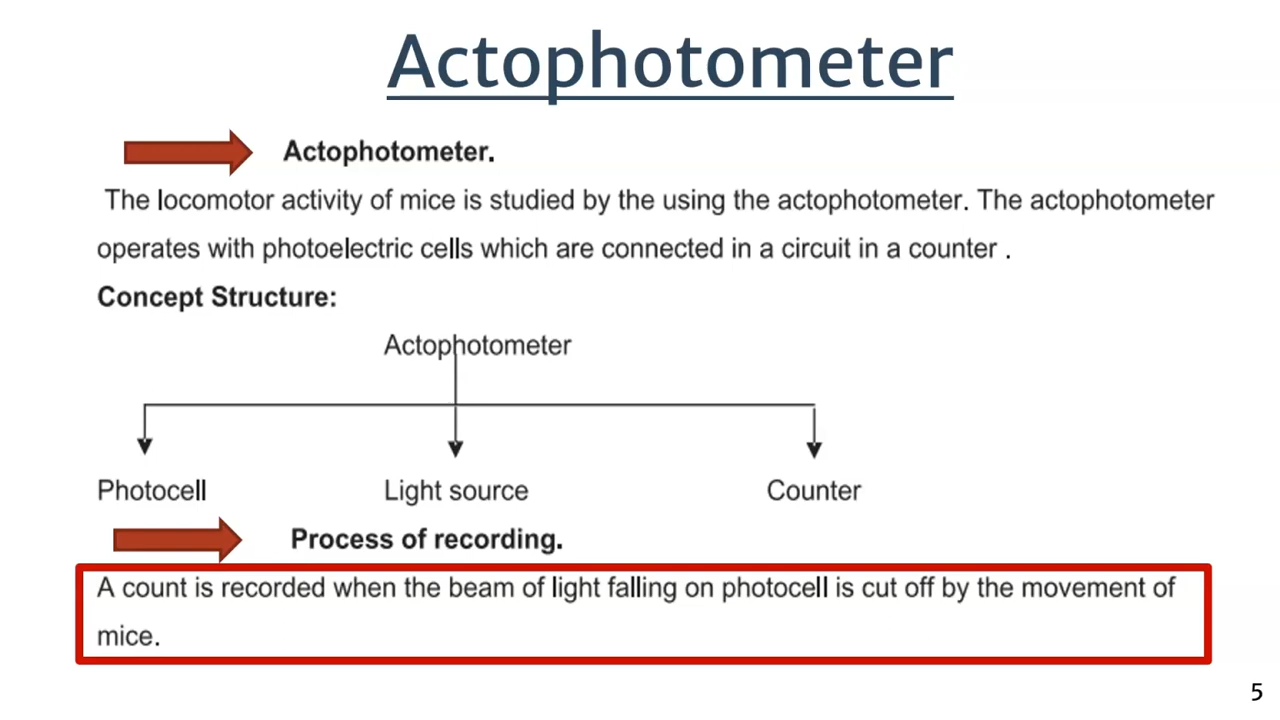 Actophotometer
Actophotometer.
The locomotor activity of mice is studied by the using the actophotometer. The actophotometer
operates with photoelectric cells which are connected in a circuit in a counter .
Concept Structure:
Actophotometer
Photocell Light source Counter
Process of recording.
A count is recorded when the beam of light falling on photocell is cut off by the movement of
mice.
5